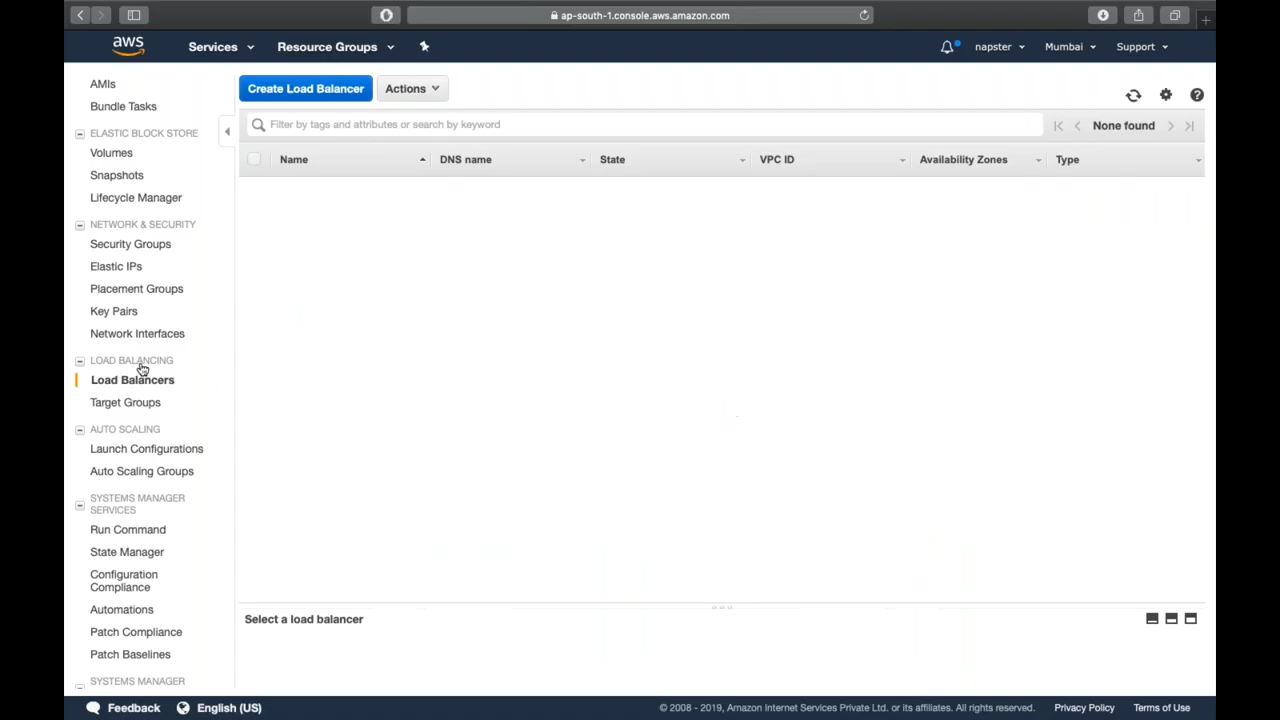 ap-south-1.console.aws.amazon.com
aws
Services
Resource Groups
napster
Mumbai
Support
AMIs
Bundle Tasks
ELASTIC BLOCK STORE
Volumes
Snapshots
Lifecycle Manager
NETWORK & SECURITY
Security Groups
Elastic IPs
Placement Groups
Key Pairs
Network Interfaces
LOAD BALANCING
Load Balancers
Target Groups
AUTO SCALING
Launch Configurations
Auto Scaling Groups
SYSTEMS MANAGER
SERVICES
Run Command
State Manager
Configuration
Compliance
Automations
Patch Compliance
Patch Baselines
SYSTEMS MANAGER
Create Load Balancer
Actions
Filter by tags and attributes or search by keyword
None found
Name
DNS name
State
VPC ID
Availability Zones
Type
Select a load balancer
Feedback
English (US)
© 2008 - 2019, Amazon Internet Services Private Ltd. or its affiliates. All rights reserved.
Privacy Policy
Terms of Use